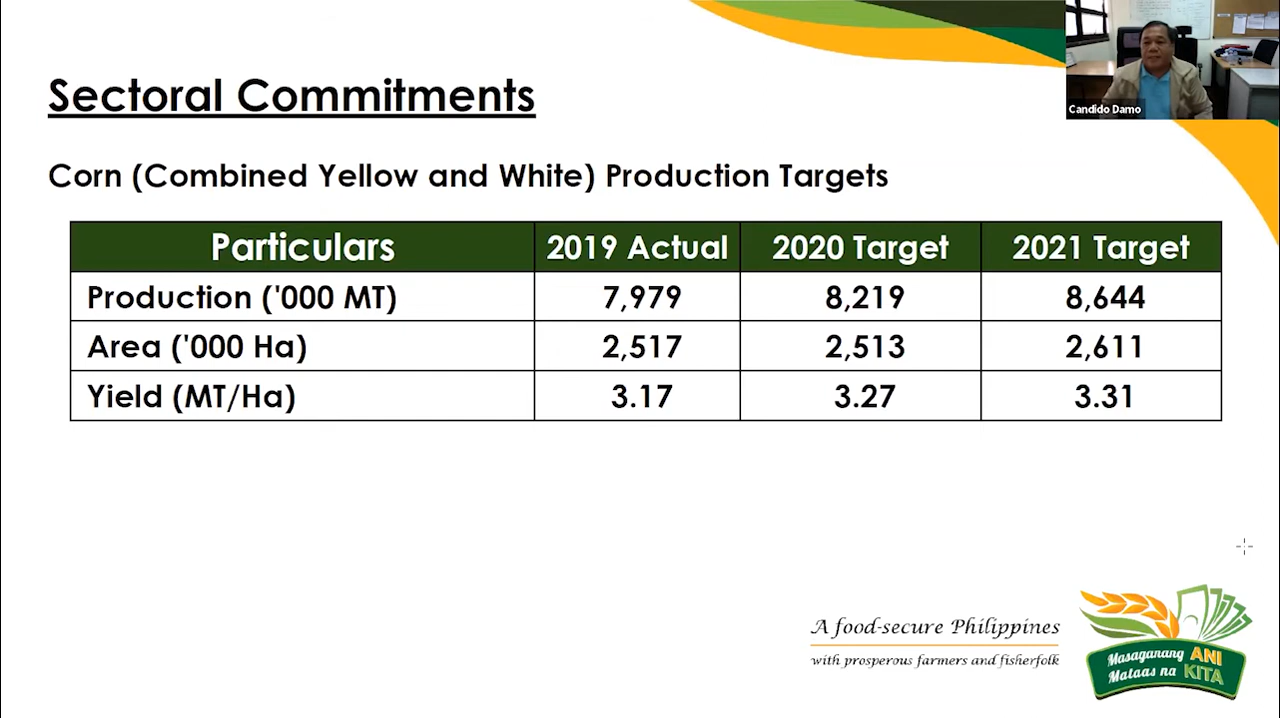 Sectoral Commitments
Candido Damo
Corn (Combined Yellow and White) Production Targets
Particulars 2019 Actual 2020 Target 2021 Target
Production ('000 MT) 7,979 8,219 8,644
Area ('000 Ha) 2,517 2,513 2,611
Yield (MT/Ha) 3.17 3.27 3.31
A food-secure Philippines
with prosperous farmers and fisherfolk
Masaganang ANI
Mataas na KITA